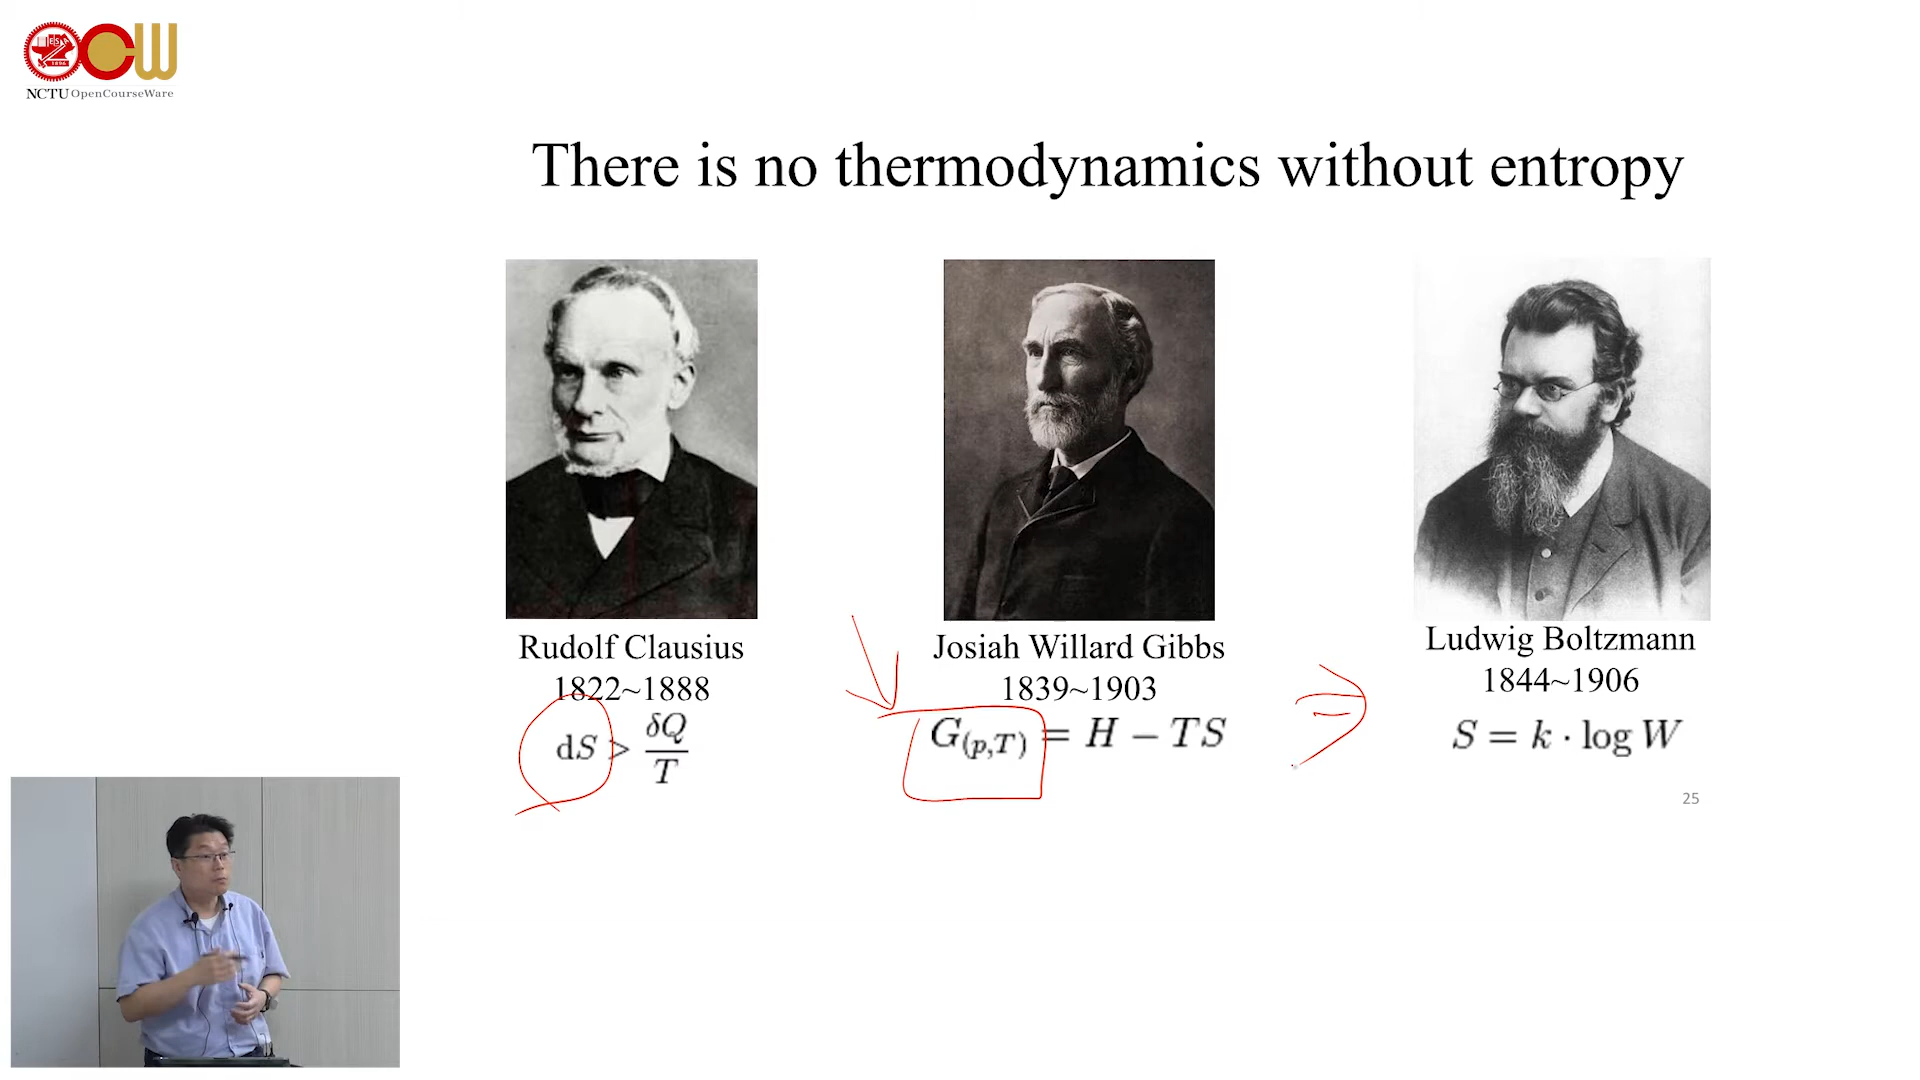 NCTU OpenCourseWare
There is no thermodynamics without entropy
Rudolf Clausius
1822~1888
dS > δQ/T
Josiah Willard Gibbs
1839~1903
G(p,T) = H − TS
Ludwig Boltzmann
1844~1906
S = k · log W
25